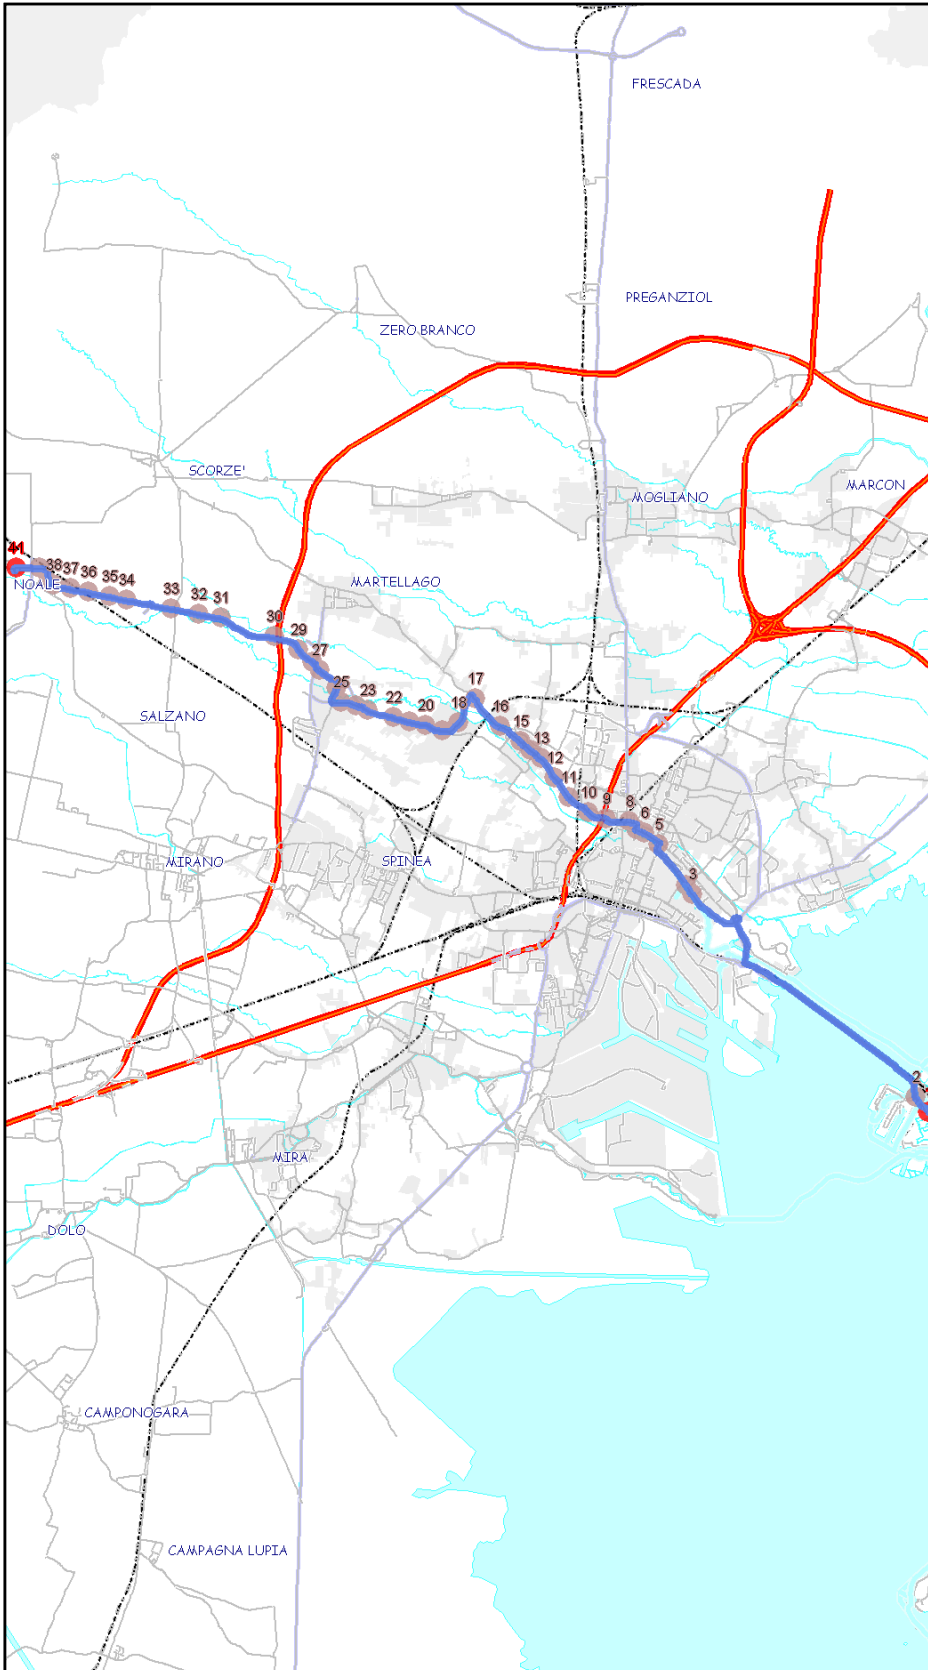 FRESCADA
PREGANZIOL
ZERO BRANCO
SCORZE'
MOGLIANO
MARCON
41
38
37
36
35
34
NOALE
33
32
31
MARTELLAGO
30
29
27
25
23
22
20
18
17
16
15
13
12
11
10
9
8
6
5
3
SALZANO
MIRANO
SPINEA
2
MIRA
DOLO
CAMPONOGARA
CAMPAGNA LUPIA